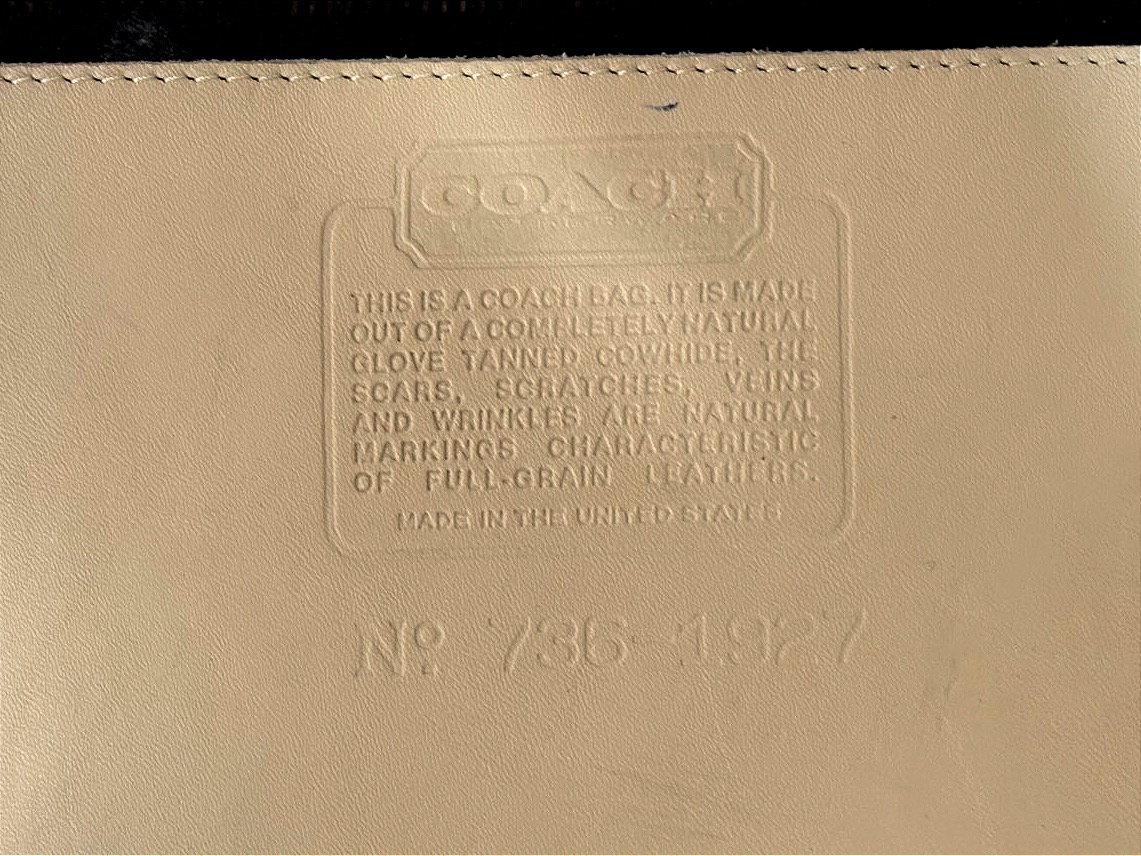 COACH
LEATHERWARE
THIS IS A COACH BAG. IT IS MADE
OUT OF A COMPLETELY NATURAL
GLOVE TANNED COWHIDE, THE
SCARS, SCRATCHES, VEINS
AND WRINKLES ARE NATURAL
MARKINGS CHARACTERISTIC
OF FULL-GRAIN LEATHERS.
MADE IN THE UNITED STATES
Nº 736-1927